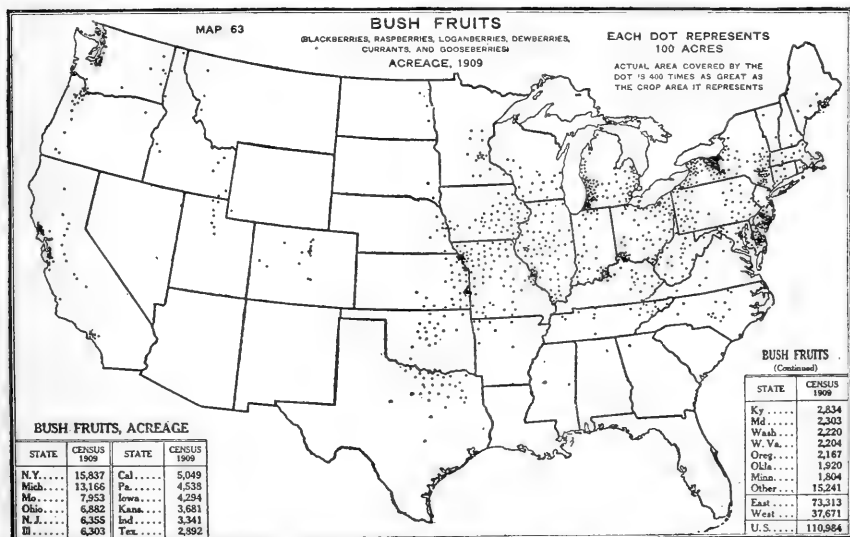 MAP 63
BUSH FRUITS
(BLACKBERRIES, RASPBERRIES, LOGANBERRIES, DEWBERRIES,
CURRANTS, AND GOOSEBERRIES)
ACREAGE, 1909
EACH DOT REPRESENTS
100 ACRES
ACTUAL AREA COVERED BY THE
DOT IS 400 TIMES AS GREAT AS
THE CROP AREA IT REPRESENTS
BUSH FRUITS, ACREAGE
STATE CENSUS 1909 STATE CENSUS 1909
N.Y..... 15,837 Cal..... 5,049
Mich.... 13,166 Pa..... 4,538
Mo..... 7,953 Iowa.... 4,294
Ohio.... 6,882 Kans.... 3,681
N. J..... 6,355 Ind..... 3,341
Ill..... 6,303 Tex..... 2,892
BUSH FRUITS
(Continued)
STATE CENSUS 1909
Ky..... 2,834
Md..... 2,303
Wash... 2,220
W. Va... 2,204
Oreg.... 2,167
Okla.... 1,920
Minn.... 1,804
Other... 15,241
East.... 73,313
West.... 37,671
U.S..... 110,984